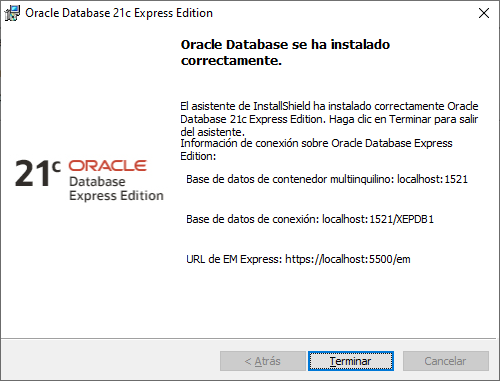 Oracle Database 21c Express Edition
Oracle Database se ha instalado
correctamente.
El asistente de InstallShield ha instalado correctamente Oracle
Database 21c Express Edition. Haga clic en Terminar para salir
del asistente.
Información de conexión sobre Oracle Database Express
Edition:
21c ORACLE
Database
Express Edition
Base de datos de contenedor multiinquilino: localhost:1521
Base de datos de conexión: localhost:1521/XEPDB1
URL de EM Express: https://localhost:5500/em
< Atrás
Terminar
Cancelar